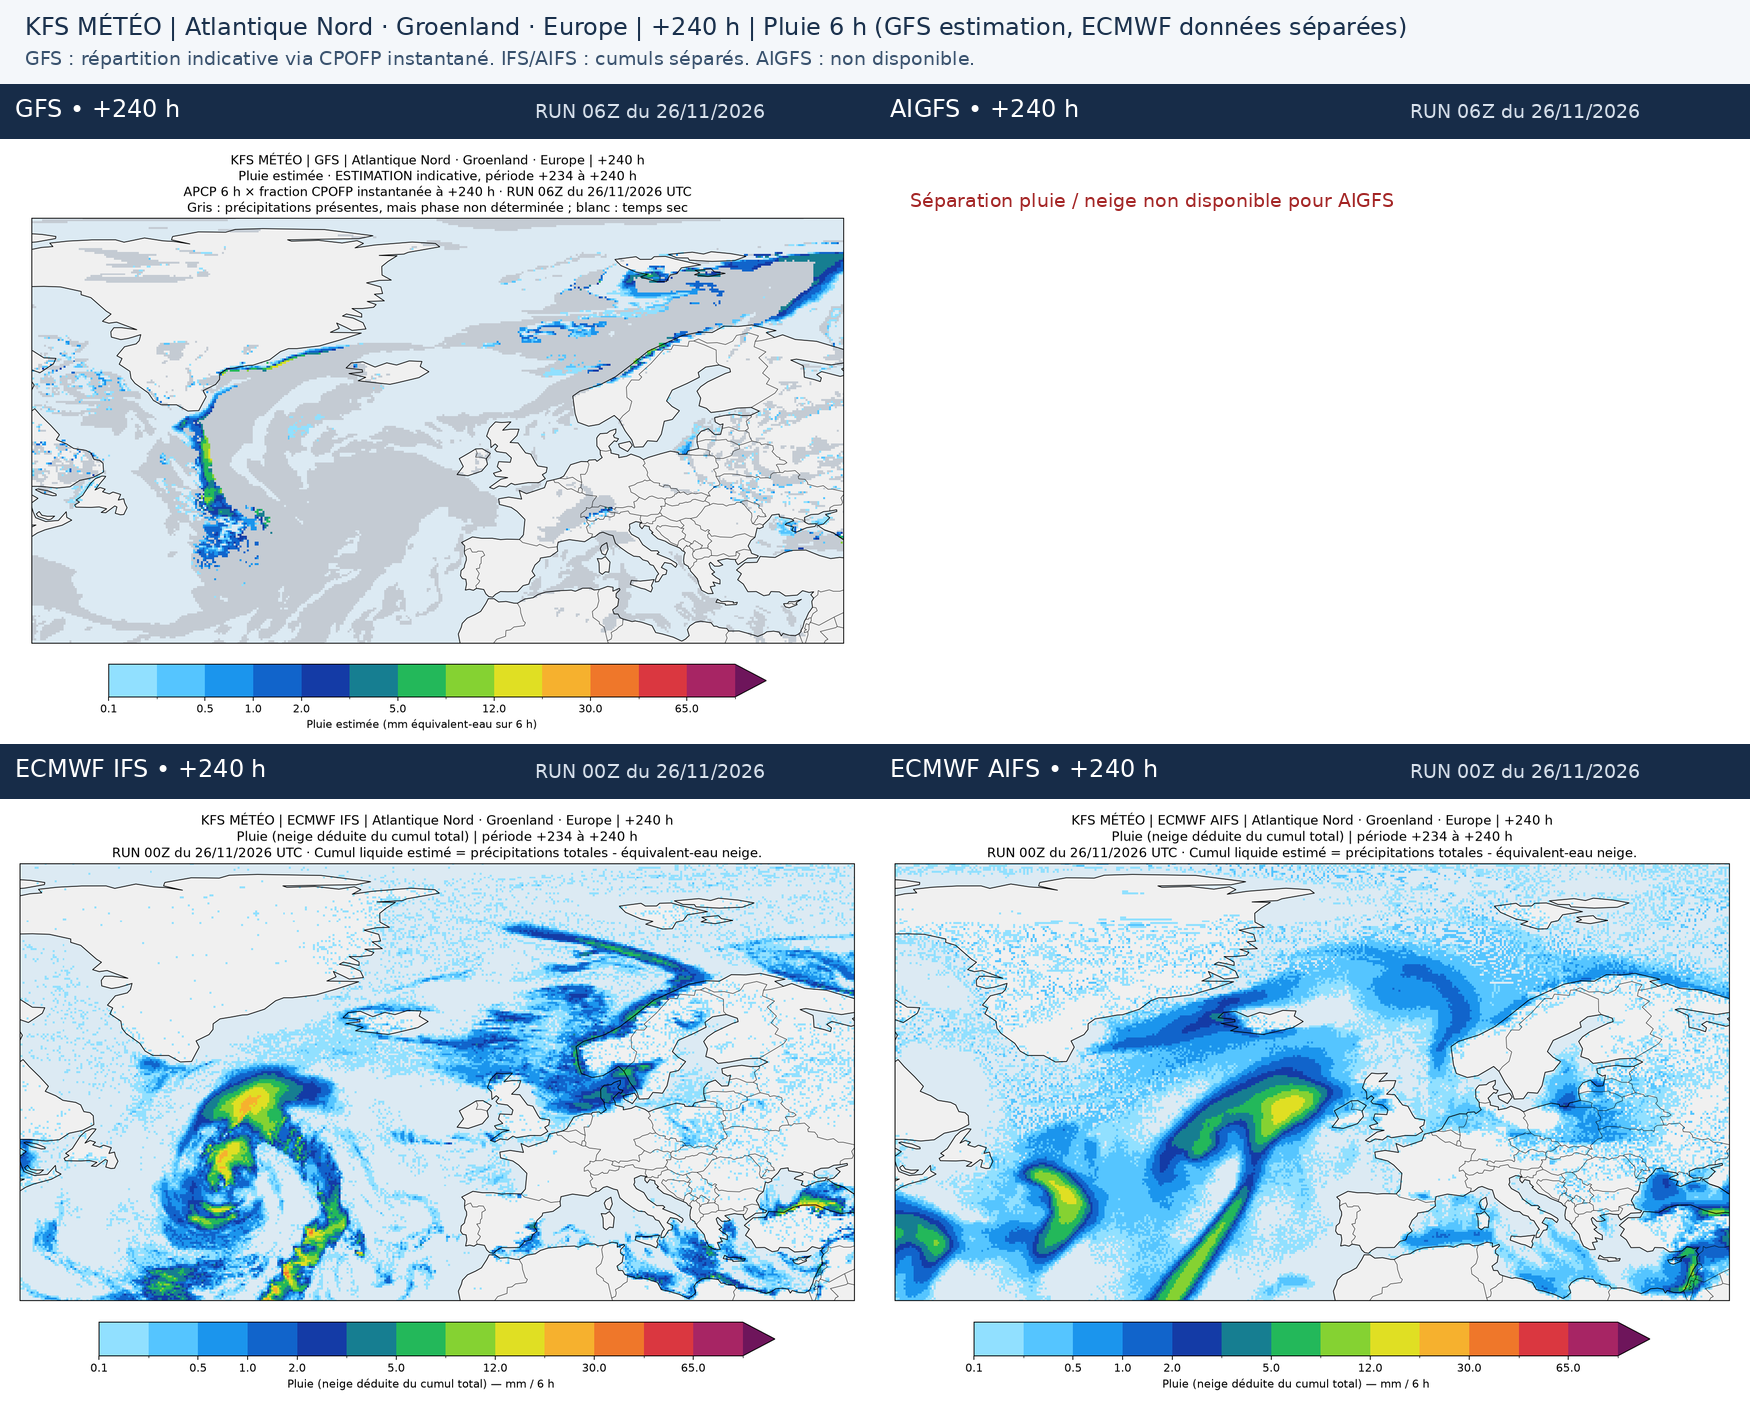 KFS MÉTÉO | Atlantique Nord · Groenland · Europe | +240 h | Pluie 6 h (GFS estimation, ECMWF données séparées)
GFS : répartition indicative via CPOFP instantané. IFS/AIFS : cumuls séparés. AIGFS : non disponible.
GFS • +240 h
RUN 06Z du 26/11/2026
AIGFS • +240 h
RUN 06Z du 26/11/2026
KFS MÉTÉO | GFS | Atlantique Nord · Groenland · Europe | +240 h
Pluie estimée · ESTIMATION indicative, période +234 à +240 h
APCP 6 h × fraction CPOFP instantanée à +240 h · RUN 06Z du 26/11/2026 UTC
Gris : précipitations présentes, mais phase non déterminée ; blanc : temps sec
Séparation pluie / neige non disponible pour AIGFS
0.1 0.5 1.0 2.0 5.0 12.0 30.0 65.0
Pluie estimée (mm équivalent-eau sur 6 h)
ECMWF IFS • +240 h
RUN 00Z du 26/11/2026
ECMWF AIFS • +240 h
RUN 00Z du 26/11/2026
KFS MÉTÉO | ECMWF IFS | Atlantique Nord · Groenland · Europe | +240 h
Pluie (neige déduite du cumul total) | période +234 à +240 h
RUN 00Z du 26/11/2026 UTC · Cumul liquide estimé = précipitations totales - équivalent-eau neige.
0.1 0.5 1.0 2.0 5.0 12.0 30.0 65.0
Pluie (neige déduite du cumul total) — mm / 6 h
KFS MÉTÉO | ECMWF AIFS | Atlantique Nord · Groenland · Europe | +240 h
Pluie (neige déduite du cumul total) | période +234 à +240 h
RUN 00Z du 26/11/2026 UTC · Cumul liquide estimé = précipitations totales - équivalent-eau neige.
0.1 0.5 1.0 2.0 5.0 12.0 30.0 65.0
Pluie (neige déduite du cumul total) — mm / 6 h